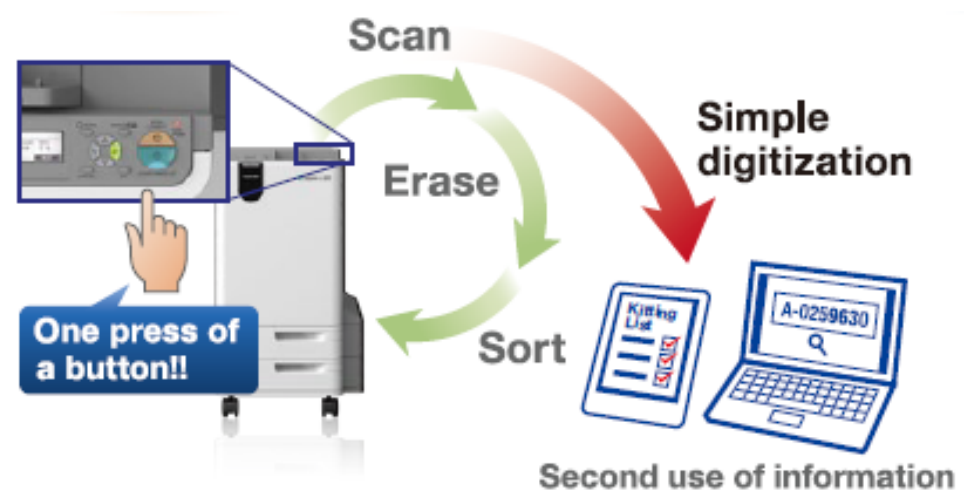 Scan
Simple
digitization
Erase
One press of
a button!!
Sort
Kitting
List
A-0259630
Second use of information